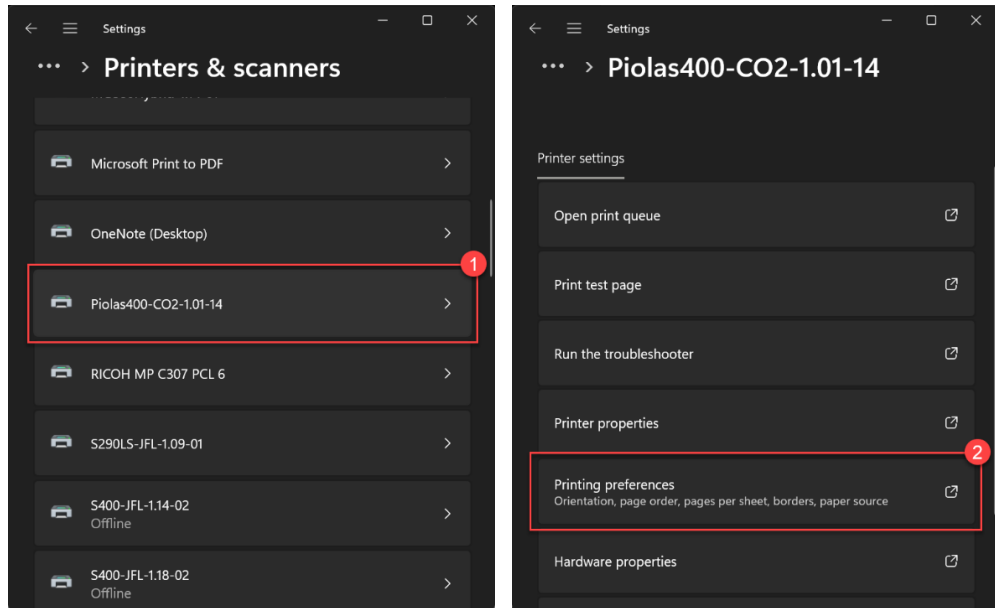 Settings
Printers & scanners
Microsoft Print to PDF
OneNote (Desktop)
1
Piolas400-CO2-1.01-14
RICOH MP C307 PCL 6
S290LS-JFL-1.09-01
S400-JFL-1.14-02
Offline
S400-JFL-1.18-02
Offline
Settings
Piolas400-CO2-1.01-14
Printer settings
Open print queue
Print test page
Run the troubleshooter
Printer properties
2
Printing preferences
Orientation, page order, pages per sheet, borders, paper source
Hardware properties